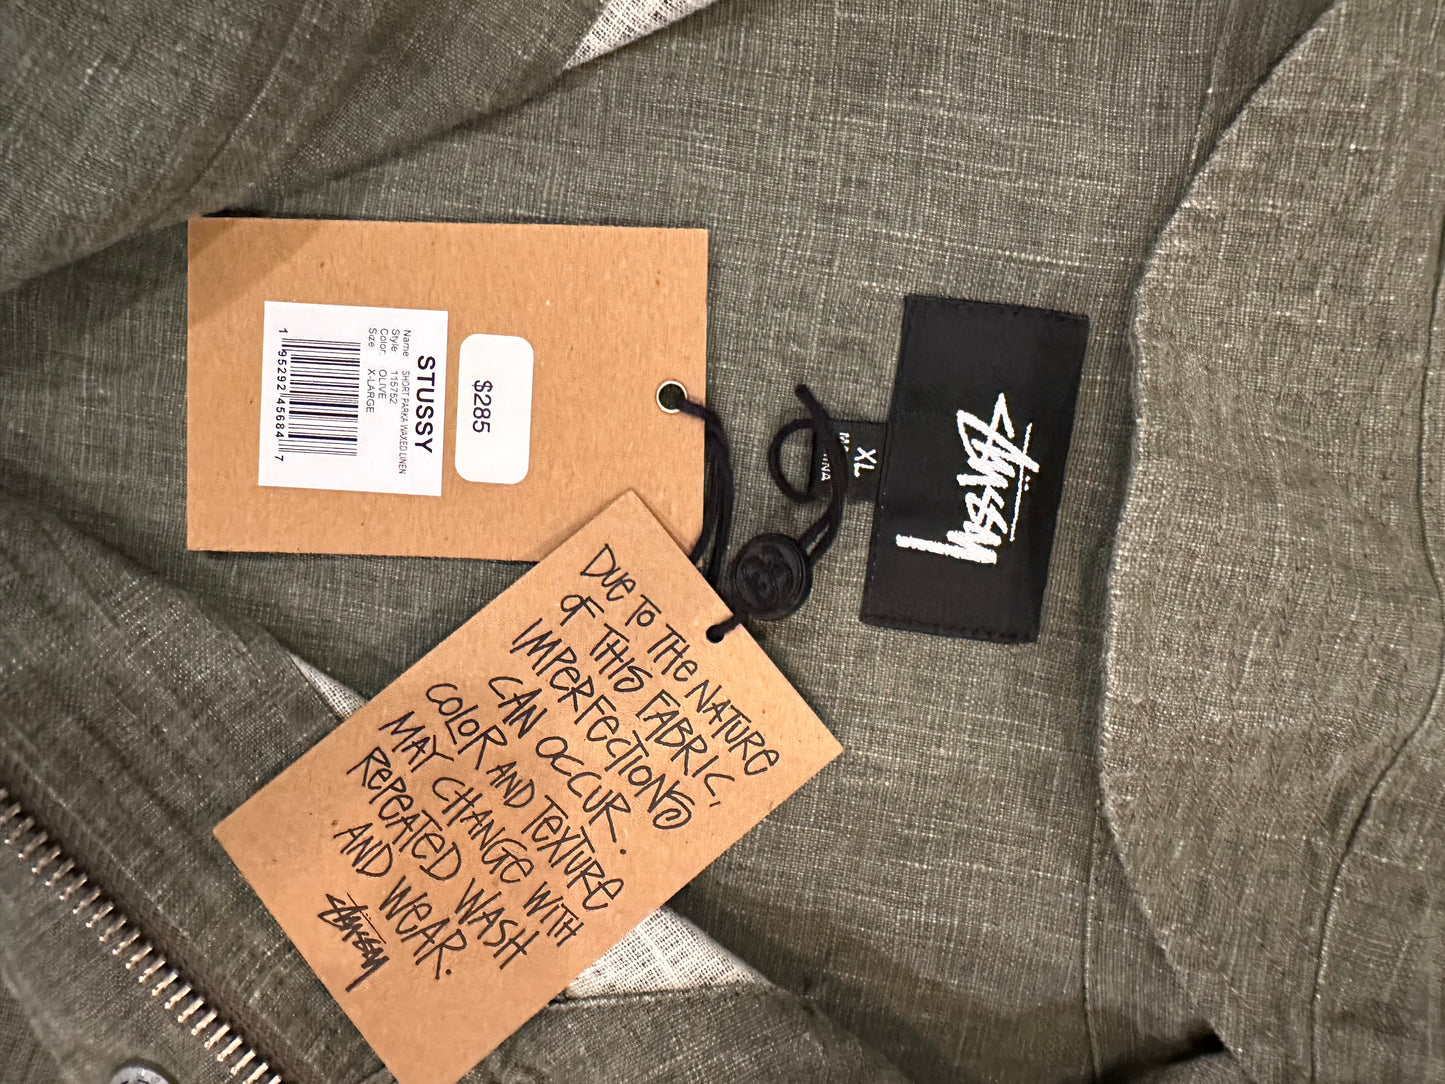 $285
STUSSY
Name: SHORT PARKA WAXED LINEN
Style: 115752
Color: OLIVE
Size: X-LARGE
1 95292 45684 7
XL
Stüssy
DUE TO THE NATURE
OF THIS FABRIC,
IMPERFECTIONS
CAN OCCUR.
COLOR AND TEXTURE
MAY CHANGE WITH
REPEATED WASH
AND WEAR.
Stüssy